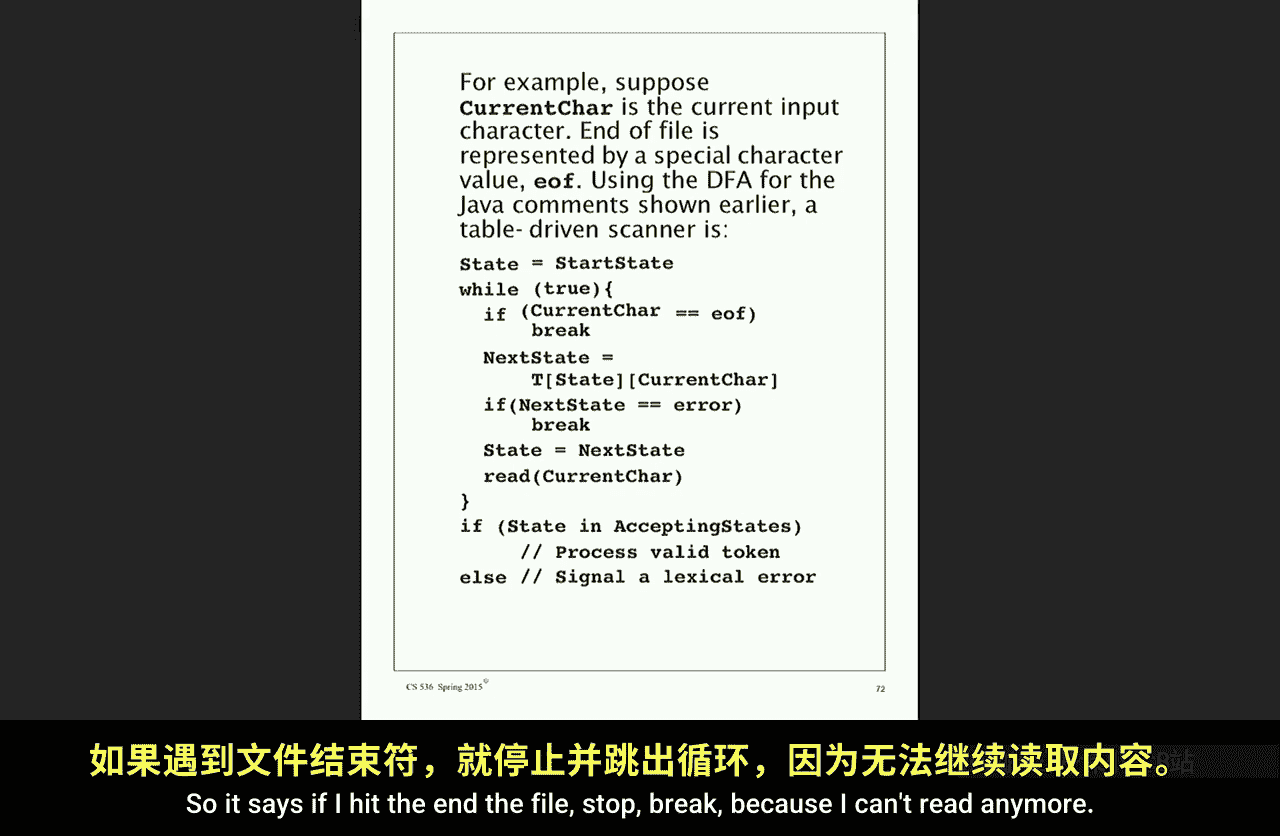 For example, suppose
CurrentChar is the current input
character. End of file is
represented by a special character
value, eof. Using the DFA for the
Java comments shown earlier, a
table- driven scanner is:
State = StartState
while (true){
if (CurrentChar == eof)
break
NextState =
T[State][CurrentChar]
if(NextState == error)
break
State = NextState
read(CurrentChar)
}
if (State in AcceptingStates)
// Process valid token
else // Signal a lexical error
CS 536 Spring 2015©
72
如果遇到文件结束符，就停止并跳出循环，因为无法继续读取内容。
So it says if I hit the end the file, stop, break, because I can't read anymore.